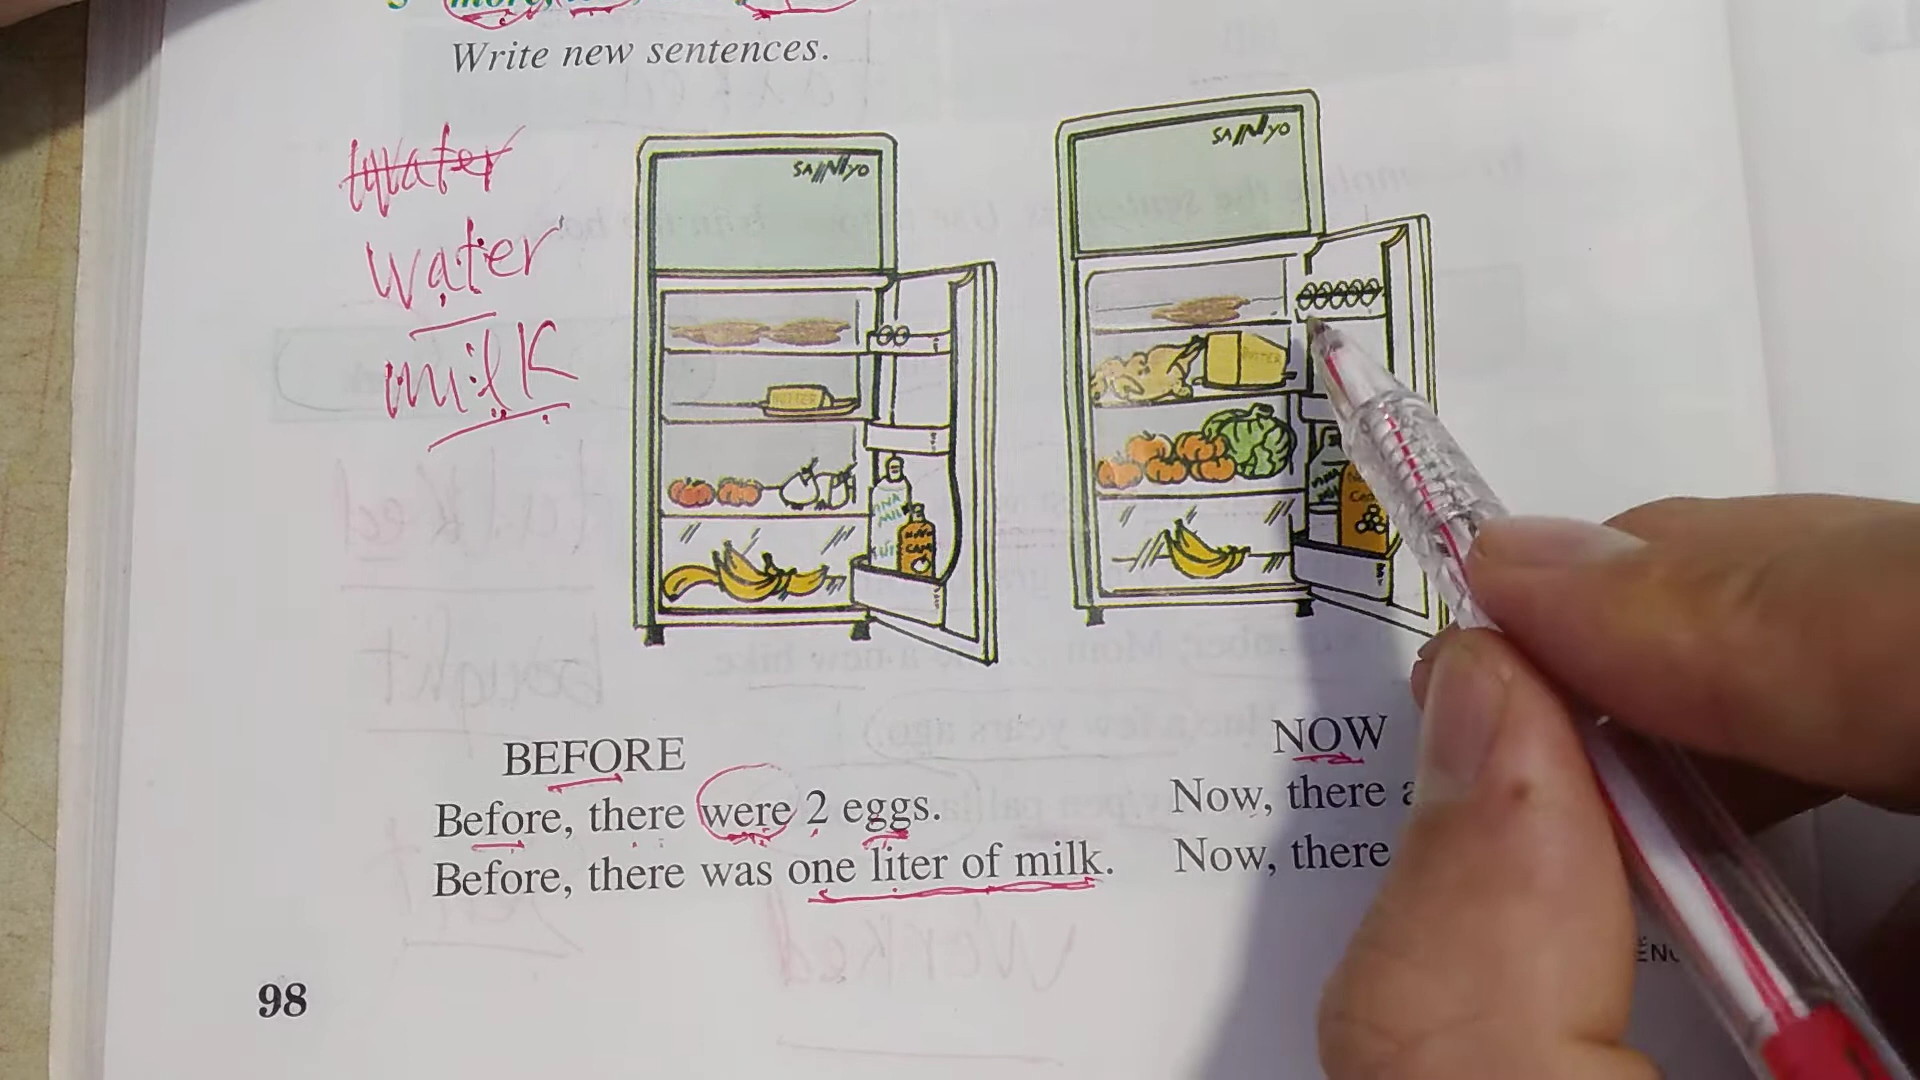 Write new sentences.
water
water
milk
SANYO
SANYO
BUTTER
BUTTER
BEFORE
NOW
Before, there were 2 eggs.
Now, there
Before, there was one liter of milk.
Now, there
98